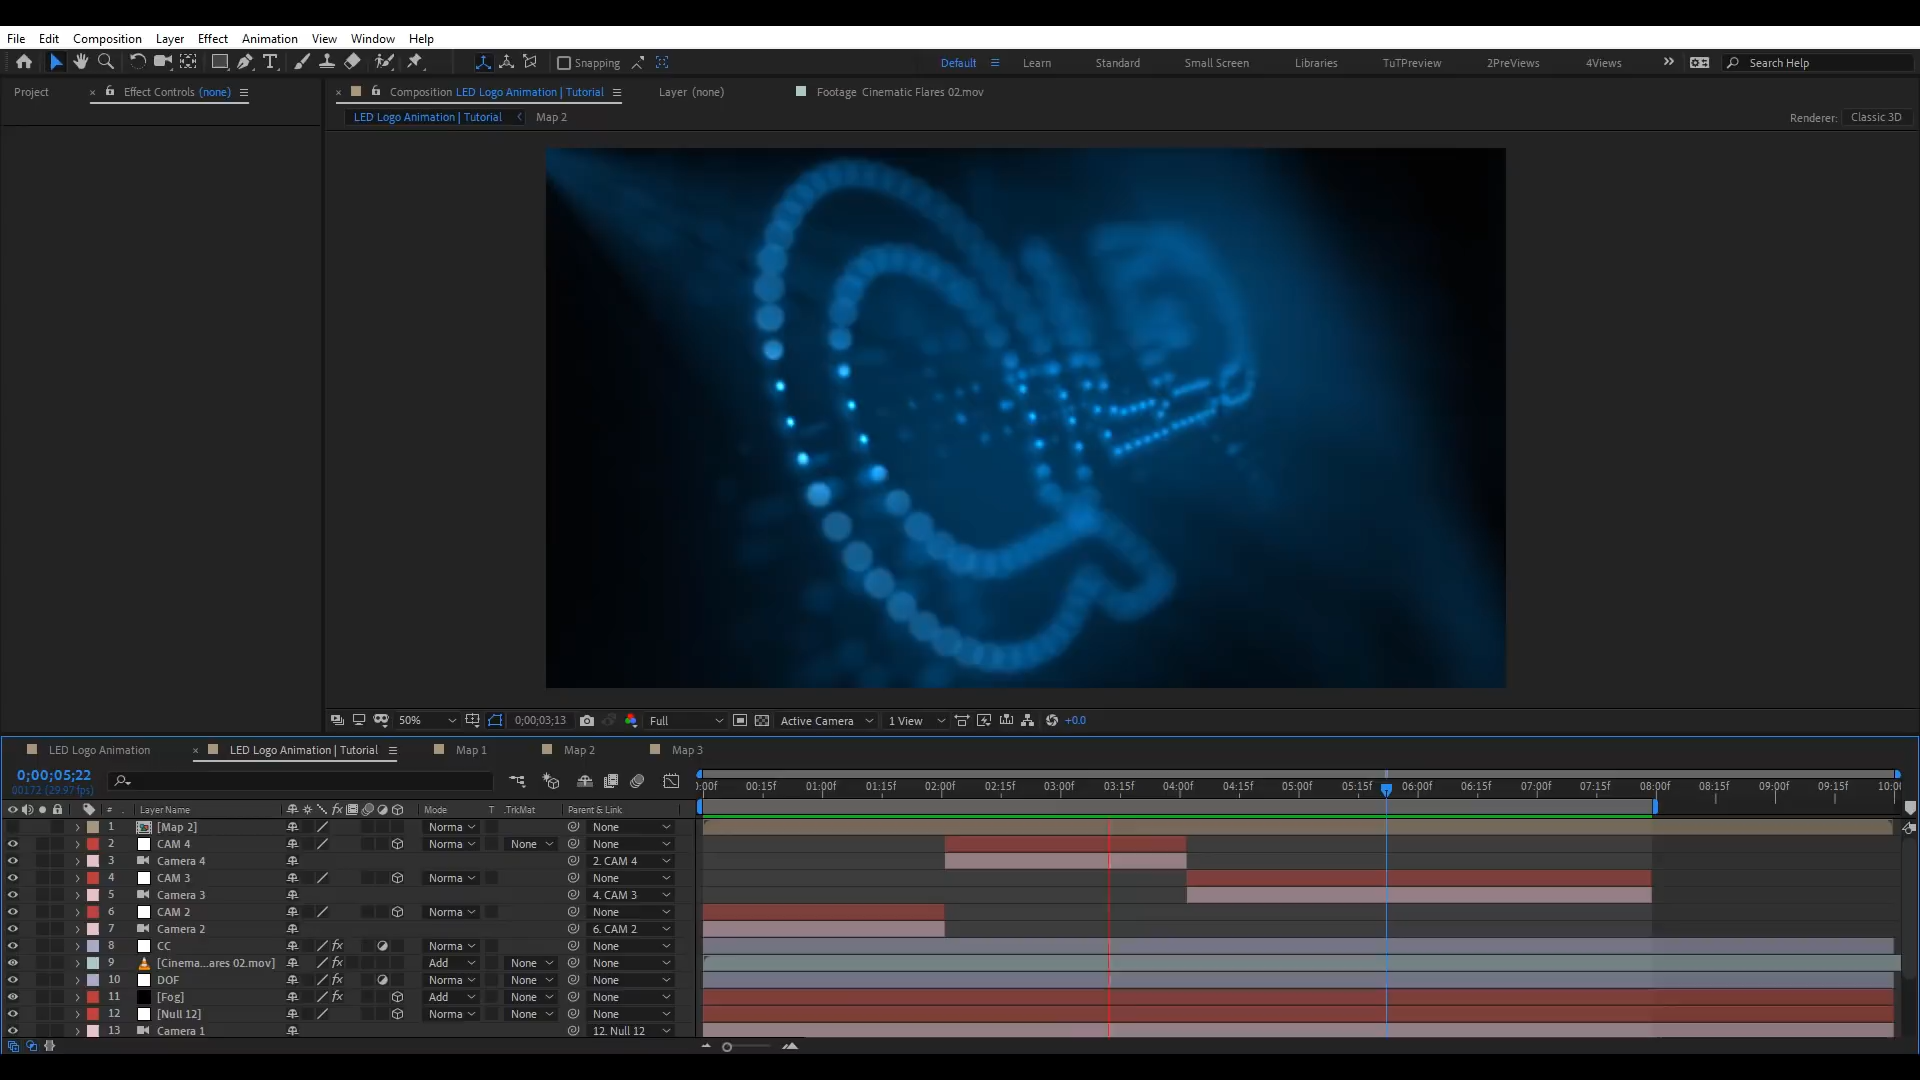 File Edit Composition Layer Effect Animation View Window Help
Snapping Default Learn Standard Small Screen Libraries TuTPreview 2PreViews 4Views Search Help
Project Effect Controls (none) Composition LED Logo Animation | Tutorial Layer (none) Footage Cinematic Flares 02.mov
LED Logo Animation | Tutorial Map 2 Renderer: Classic 3D
50% 0;00;03;13 Full Active Camera 1 View +0.0
LED Logo Animation LED Logo Animation | Tutorial Map 1 Map 2 Map 3
0;00;05;22
00172 (29.97 fps)
:00f 00:15f 01:00f 01:15f 02:00f 02:15f 03:00f 03:15f 04:00f 04:15f 05:00f 05:15f 06:00f 06:15f 07:00f 07:15f 08:00f 08:15f 09:00f 09:15f 10:0
# Layer Name Mode T .TrkMat Parent & Link
1 [Map 2] Norma None
2 CAM 4 Norma None None
3 Camera 4 2. CAM 4
4 CAM 3 Norma None
5 Camera 3 4. CAM 3
6 CAM 2 Norma None
7 Camera 2 6. CAM 2
8 CC Norma None
9 [Cinema...ares 02.mov] Add None None
10 DOF Norma None None
11 [Fog] Add None None
12 [Null 12] Norma None None
13 Camera 1 12. Null 12